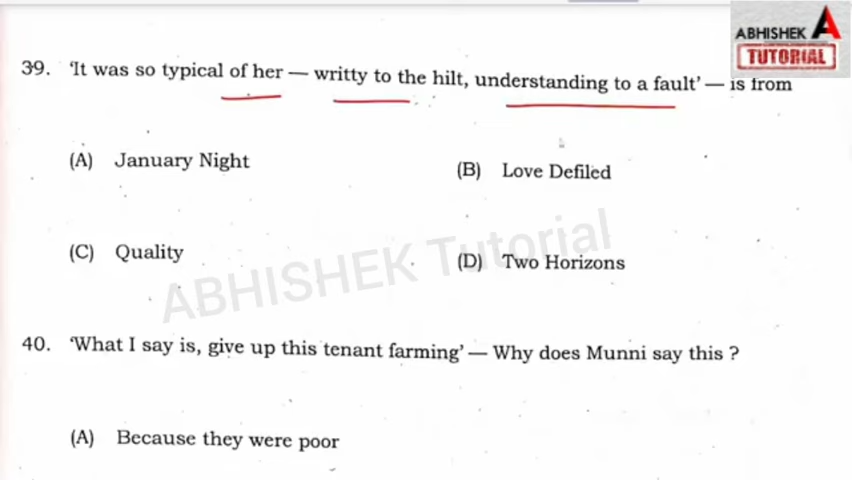 ABHISHEK A
TUTORIAL
39. 'It was so typical of her — writty to the hilt, understanding to a fault' — is from
(A) January Night
(B) Love Defiled
(C) Quality
(D) Two Horizons
ABHISHEK Tutorial
40. 'What I say is, give up this tenant farming' — Why does Munni say this ?
(A) Because they were poor